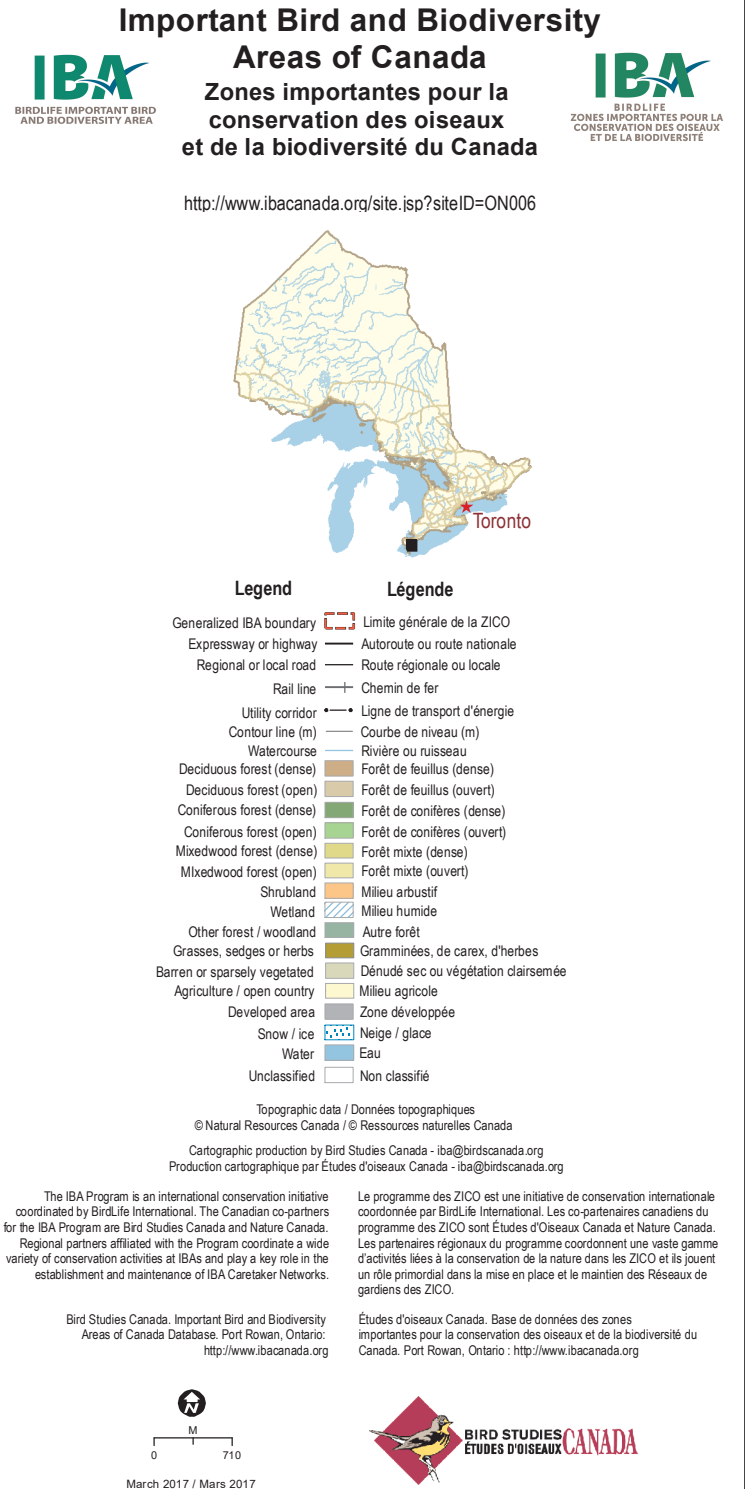 Important Bird and Biodiversity
Areas of Canada
Zones importantes pour la
conservation des oiseaux
et de la biodiversité du Canada
IBA
BIRDLIFE IMPORTANT BIRD
AND BIODIVERSITY AREA
IBA
BIRDLIFE
ZONES IMPORTANTES POUR LA
CONSERVATION DES OISEAUX
ET DE LA BIODIVERSITÉ
http://www.ibacanada.org/site.jsp?siteID=ON006
Toronto
Legend Légende
Generalized IBA boundary Limite générale de la ZICO
Expressway or highway Autoroute ou route nationale
Regional or local road Route régionale ou locale
Rail line Chemin de fer
Utility corridor Ligne de transport d'énergie
Contour line (m) Courbe de niveau (m)
Watercourse Rivière ou ruisseau
Deciduous forest (dense) Forêt de feuillus (dense)
Deciduous forest (open) Forêt de feuillus (ouvert)
Coniferous forest (dense) Forêt de conifères (dense)
Coniferous forest (open) Forêt de conifères (ouvert)
Mixedwood forest (dense) Forêt mixte (dense)
MIxedwood forest (open) Forêt mixte (ouvert)
Shrubland Milieu arbustif
Wetland Milieu humide
Other forest / woodland Autre forêt
Grasses, sedges or herbs Gramminées, de carex, d'herbes
Barren or sparsely vegetated Dénudé sec ou végétation clairsemée
Agriculture / open country Milieu agricole
Developed area Zone développée
Snow / ice Neige / glace
Water Eau
Unclassified Non classifié
Topographic data / Données topographiques
© Natural Resources Canada / © Ressources naturelles Canada
Cartographic production by Bird Studies Canada - iba@birdscanada.org
Production cartographique par Études d'oiseaux Canada - iba@birdscanada.org
The IBA Program is an international conservation initiative
coordinated by BirdLife International. The Canadian co-partners
for the IBA Program are Bird Studies Canada and Nature Canada.
Regional partners affiliated with the Program coordinate a wide
variety of conservation activities at IBAs and play a key role in the
establishment and maintenance of IBA Caretaker Networks.
Le programme des ZICO est une initiative de conservation internationale
coordonnée par BirdLife International. Les co-partenaires canadiens du
programme des ZICO sont Études d'Oiseaux Canada et Nature Canada.
Les partenaires régionaux du programme coordonnent une vaste gamme
d'activités liées à la conservation de la nature dans les ZICO et ils jouent
un rôle primordial dans la mise en place et le maintien des Réseaux de
gardiens des ZICO.
Bird Studies Canada. Important Bird and Biodiversity
Areas of Canada Database. Port Rowan, Ontario:
http://www.ibacanada.org
Études d'oiseaux Canada. Base de données des zones
importantes pour la conservation des oiseaux et de la biodiversité du
Canada. Port Rowan, Ontario : http://www.ibacanada.org
N
M
0 710
March 2017 / Mars 2017
BIRD STUDIES
ÉTUDES D'OISEAUX CANADA